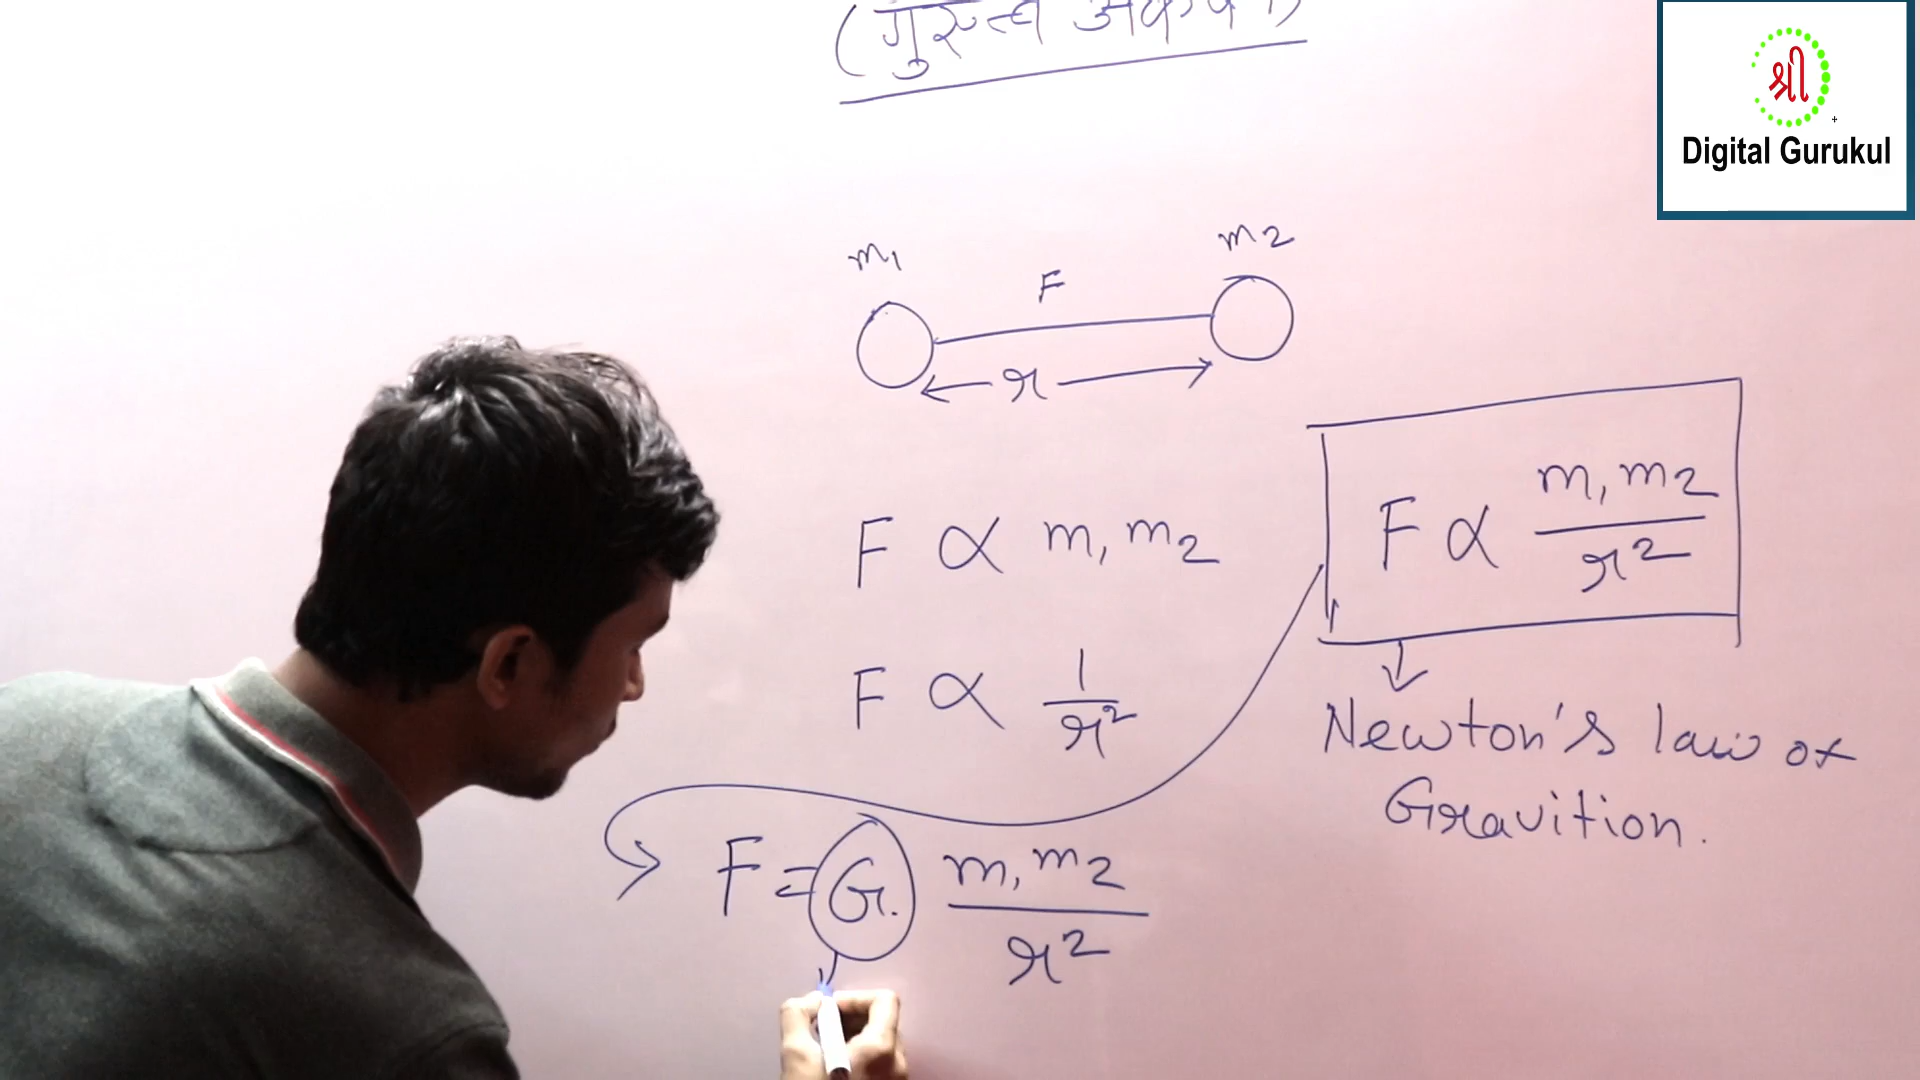 (गुरुत्व
श्री
Digital Gurukul
m₁
m₂
F
r
F ∝ m₁m₂
F ∝ m₁m₂/r²
F ∝ 1/r²
Newton's law of
Gravition.
F = G. m₁m₂/r²